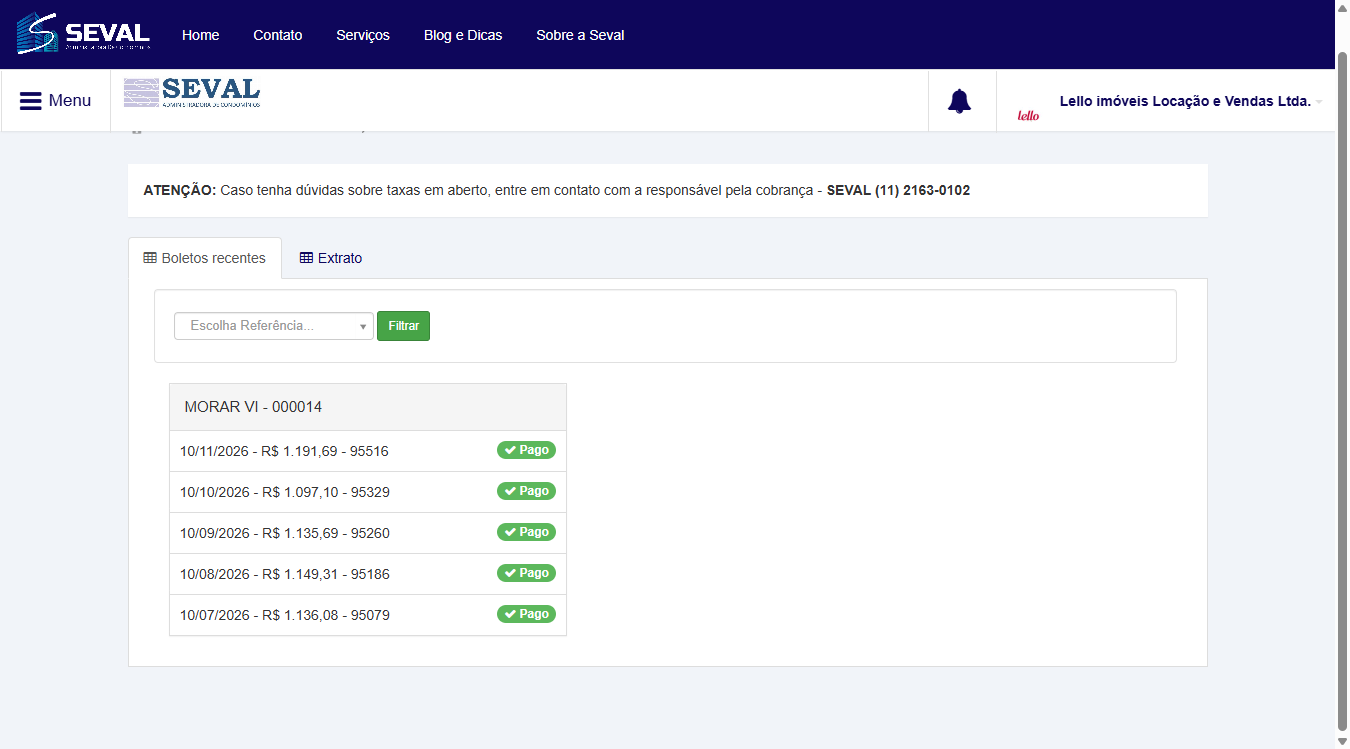 SEVAL
Home Contato Serviços Blog e Dicas Sobre a Seval
Menu
SEVAL
ADMINISTRADORA DE CONDOMÍNIOS
lello
Lello imóveis Locação e Vendas Ltda.
ATENÇÃO: Caso tenha dúvidas sobre taxas em aberto, entre em contato com a responsável pela cobrança - SEVAL (11) 2163-0102
Boletos recentes Extrato
Escolha Referência... Filtrar
MORAR VI - 000014
10/11/2026 - R$ 1.191,69 - 95516 Pago
10/10/2026 - R$ 1.097,10 - 95329 Pago
10/09/2026 - R$ 1.135,69 - 95260 Pago
10/08/2026 - R$ 1.149,31 - 95186 Pago
10/07/2026 - R$ 1.136,08 - 95079 Pago